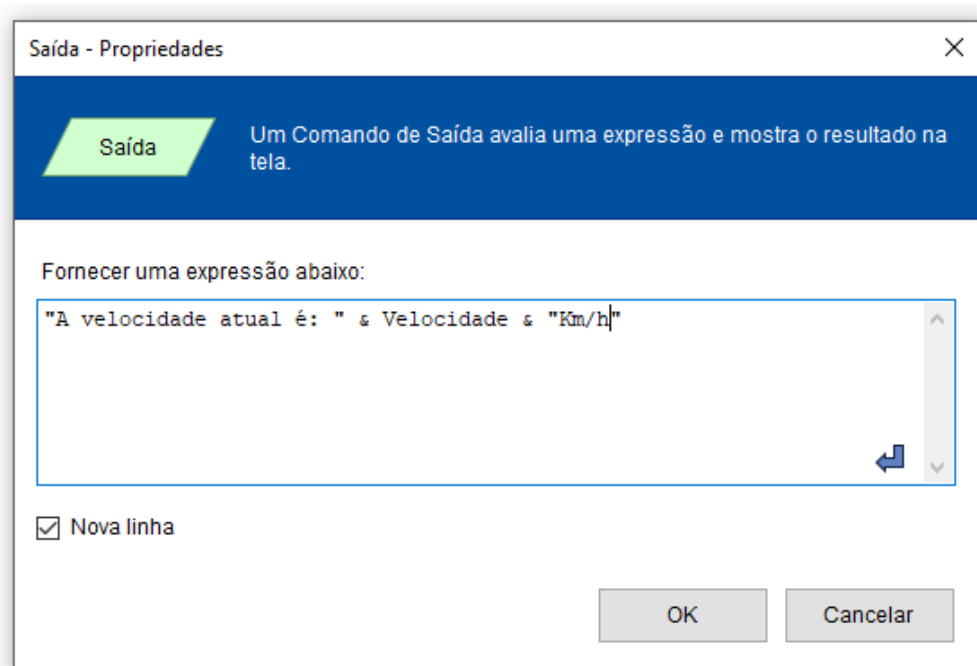 Saída - Propriedades
Saída
Um Comando de Saída avalia uma expressão e mostra o resultado na
tela.
Fornecer uma expressão abaixo:
"A velocidade atual é: " & Velocidade & "Km/h"
Nova linha
OK
Cancelar